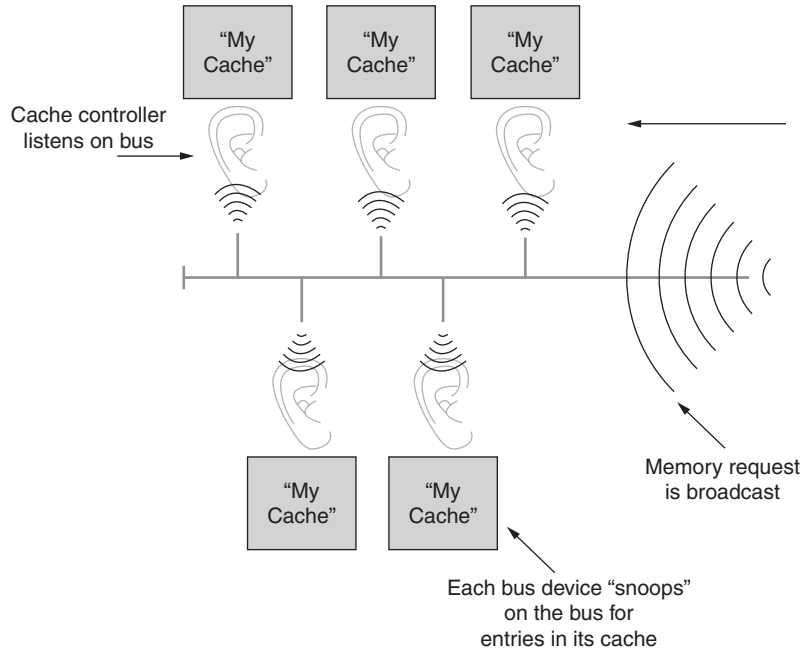 “My
Cache”
“My
Cache”
“My
Cache”
Cache controller
listens on bus
“My
Cache”
“My
Cache”
Memory request
is broadcast
Each bus device “snoops”
on the bus for
entries in its cache